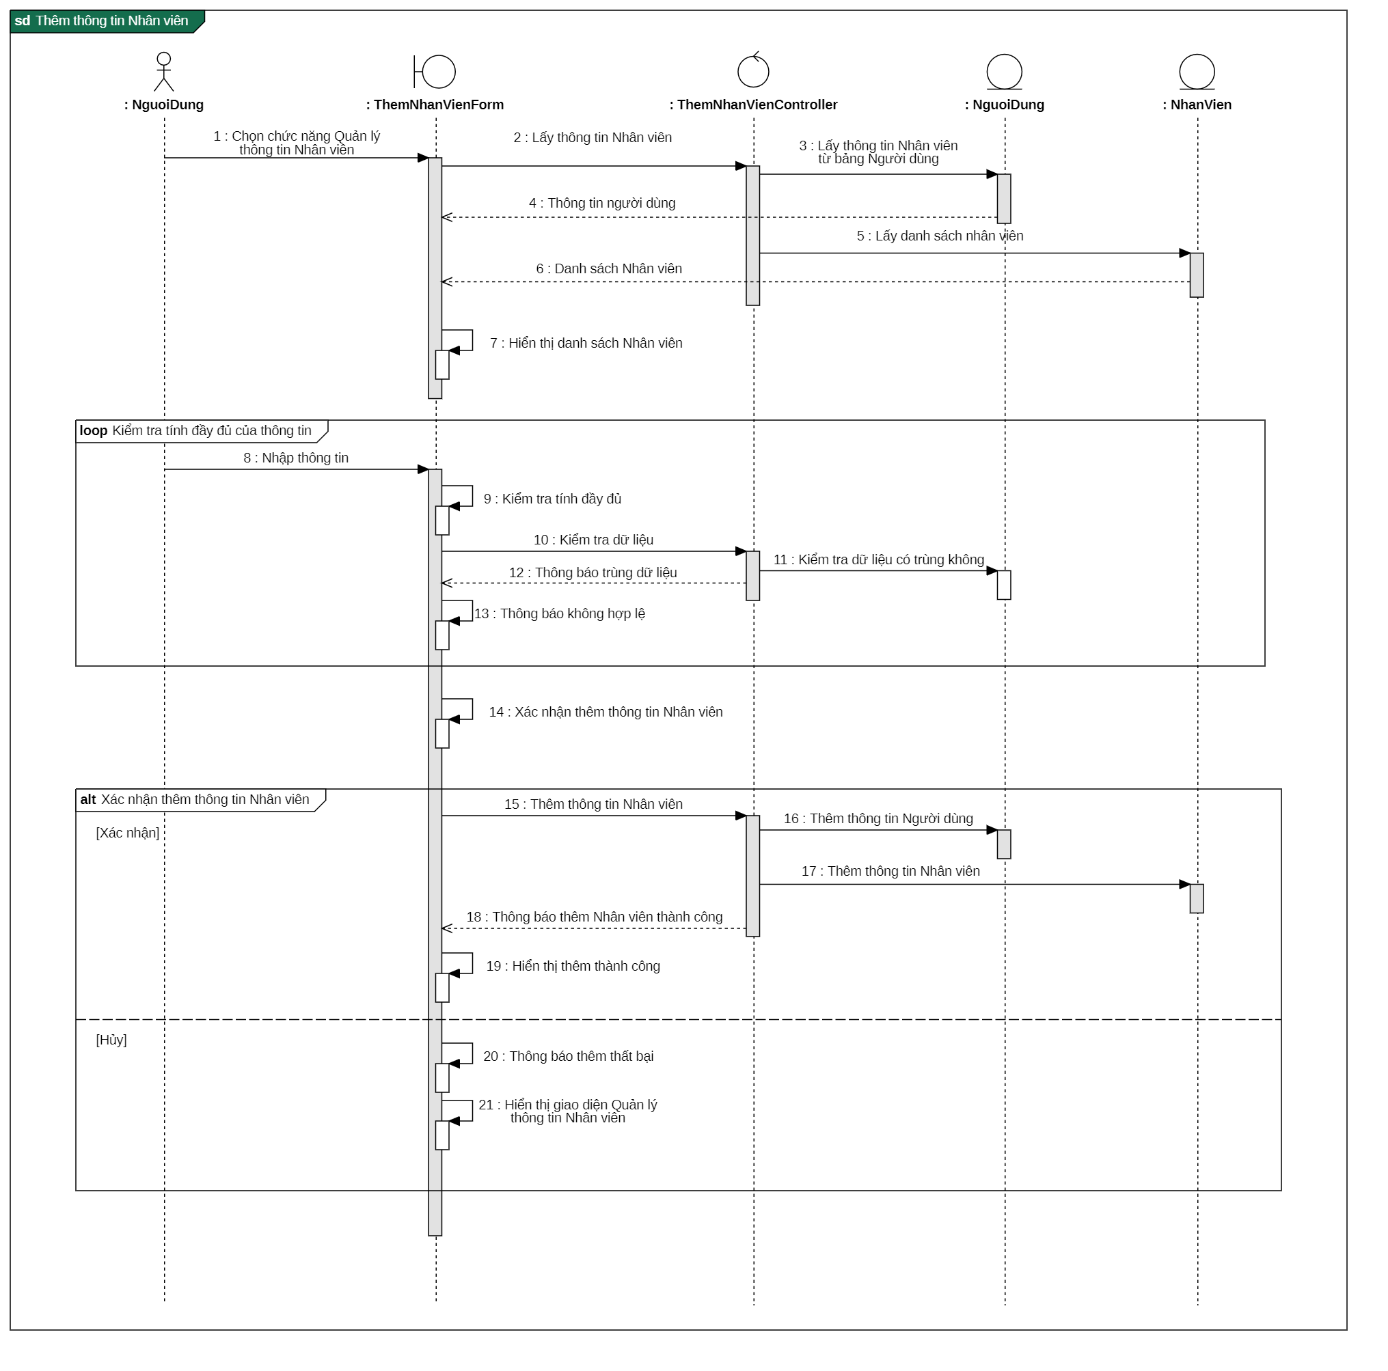 sd Thêm thông tin Nhân viên
: NguoiDung
: ThemNhanVienForm
: ThemNhanVienController
: NguoiDung
: NhanVien
1 : Chọn chức năng Quản lý
thông tin Nhân viên
2 : Lấy thông tin Nhân viên
3 : Lấy thông tin Nhân viên
từ bảng Người dùng
4 : Thông tin người dùng
5 : Lấy danh sách nhân viên
6 : Danh sách Nhân viên
7 : Hiển thị danh sách Nhân viên
loop Kiểm tra tính đầy đủ của thông tin
8 : Nhập thông tin
9 : Kiểm tra tính đầy đủ
10 : Kiểm tra dữ liệu
11 : Kiểm tra dữ liệu có trùng không
12 : Thông báo trùng dữ liệu
13 : Thông báo không hợp lệ
14 : Xác nhận thêm thông tin Nhân viên
alt Xác nhận thêm thông tin Nhân viên
[Xác nhận]
15 : Thêm thông tin Nhân viên
16 : Thêm thông tin Người dùng
17 : Thêm thông tin Nhân viên
18 : Thông báo thêm Nhân viên thành công
19 : Hiển thị thêm thành công
[Hủy]
20 : Thông báo thêm thất bại
21 : Hiển thị giao diện Quản lý
thông tin Nhân viên